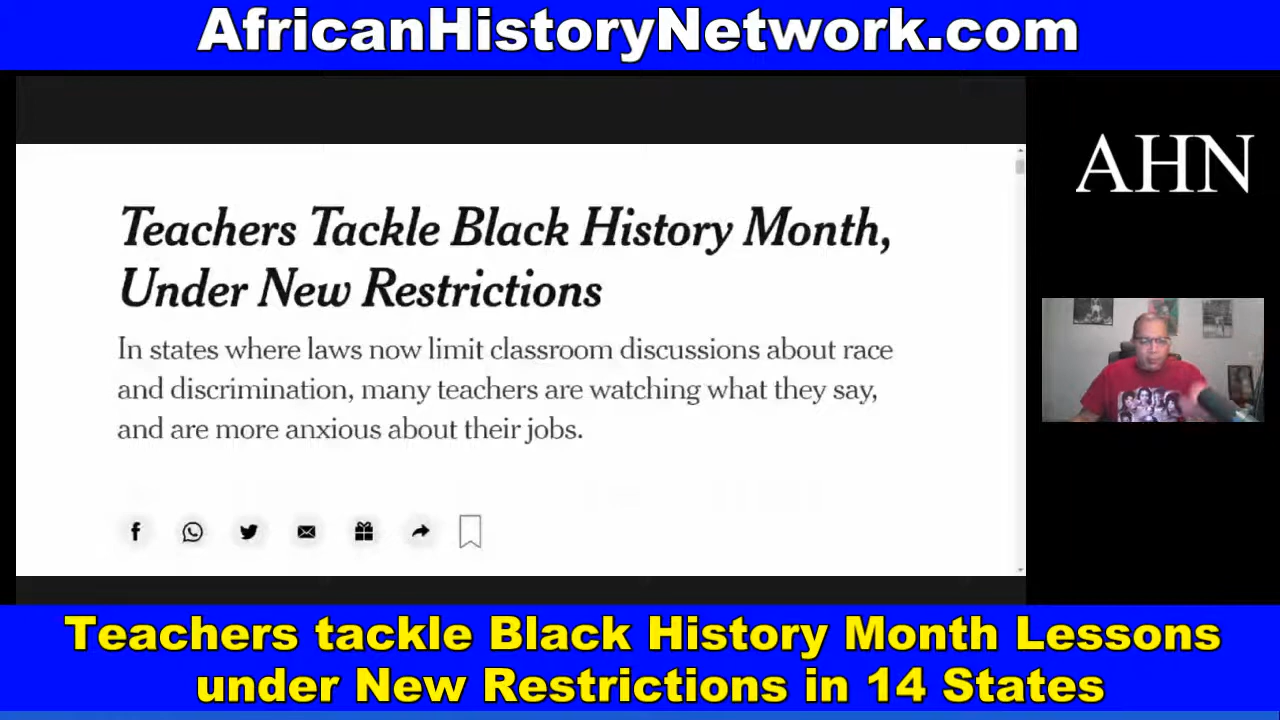 AfricanHistoryNetwork.com
Teachers Tackle Black History Month,
Under New Restrictions
In states where laws now limit classroom discussions about race
and discrimination, many teachers are watching what they say,
and are more anxious about their jobs.
AHN
Teachers tackle Black History Month Lessons
under New Restrictions in 14 States